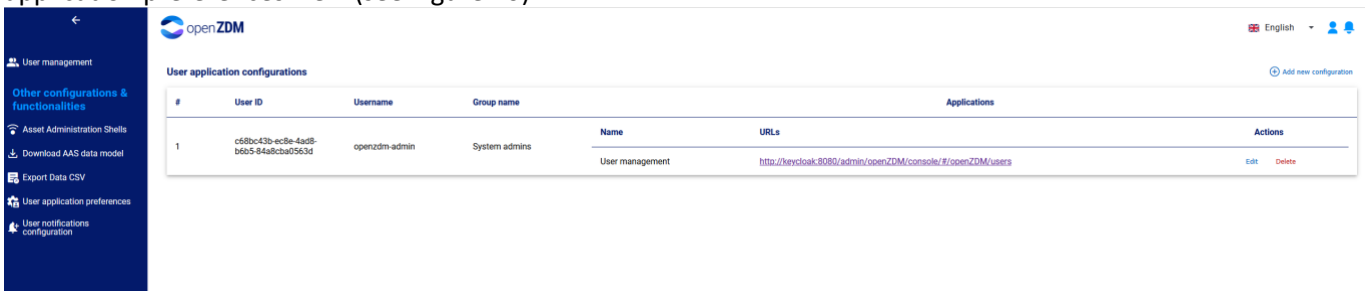 openZDM
English
User management
User application configurations
Add new configuration
Other configurations &
functionalities
# User ID Username Group name Applications
Asset Administration Shells
Name URLs Actions
1 c68bc43b-ec8e-4ad8-
b6b5-84a8cba0563d openzdm-admin System admins
Download AAS data model
User management http://keycloak:8080/admin/openZDM/console/#/openZDM/users Edit Delete
Export Data CSV
User application preferences
User notifications
configuration